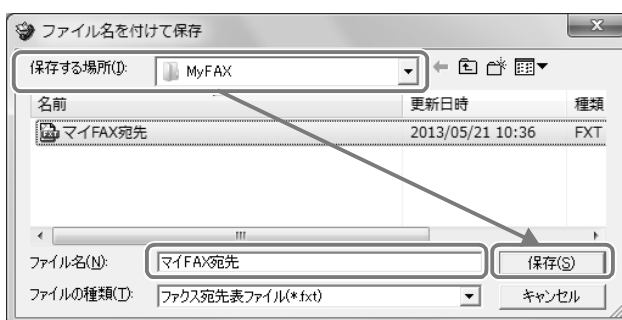 ファイル名を付けて保存
保存する場所(I): MyFAX
名前 更新日時 種類
マイFAX宛先 2013/05/21 10:36 FXT
ファイル名(N): マイFAX宛先 保存(S)
ファイルの種類(T): ファクス宛先表ファイル(*.fxt) キャンセル